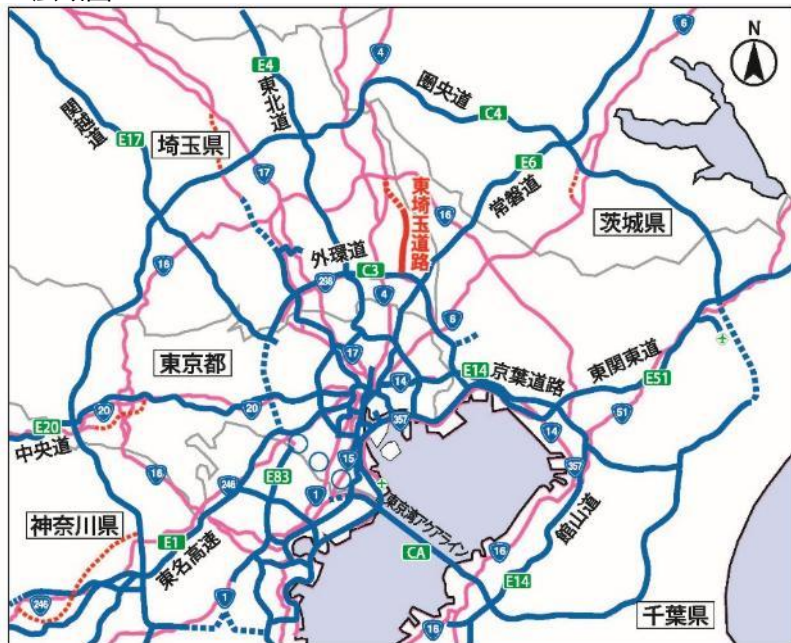 N
6
4
E4
東北道
圏央道
C4
関越道
E17
埼玉県
17
E6
常磐道
東埼玉道路
16
茨城県
外環道
C3
298
16
4
6
東京都
17
14
E14
京葉道路
東関東道
E51
20
20
357
51
14
E20
中央道
16
246
E83
15
357
1
東京湾アクアライン
館山道
神奈川県
E1
東名高速
CA
16
E14
246
1
16
千葉県